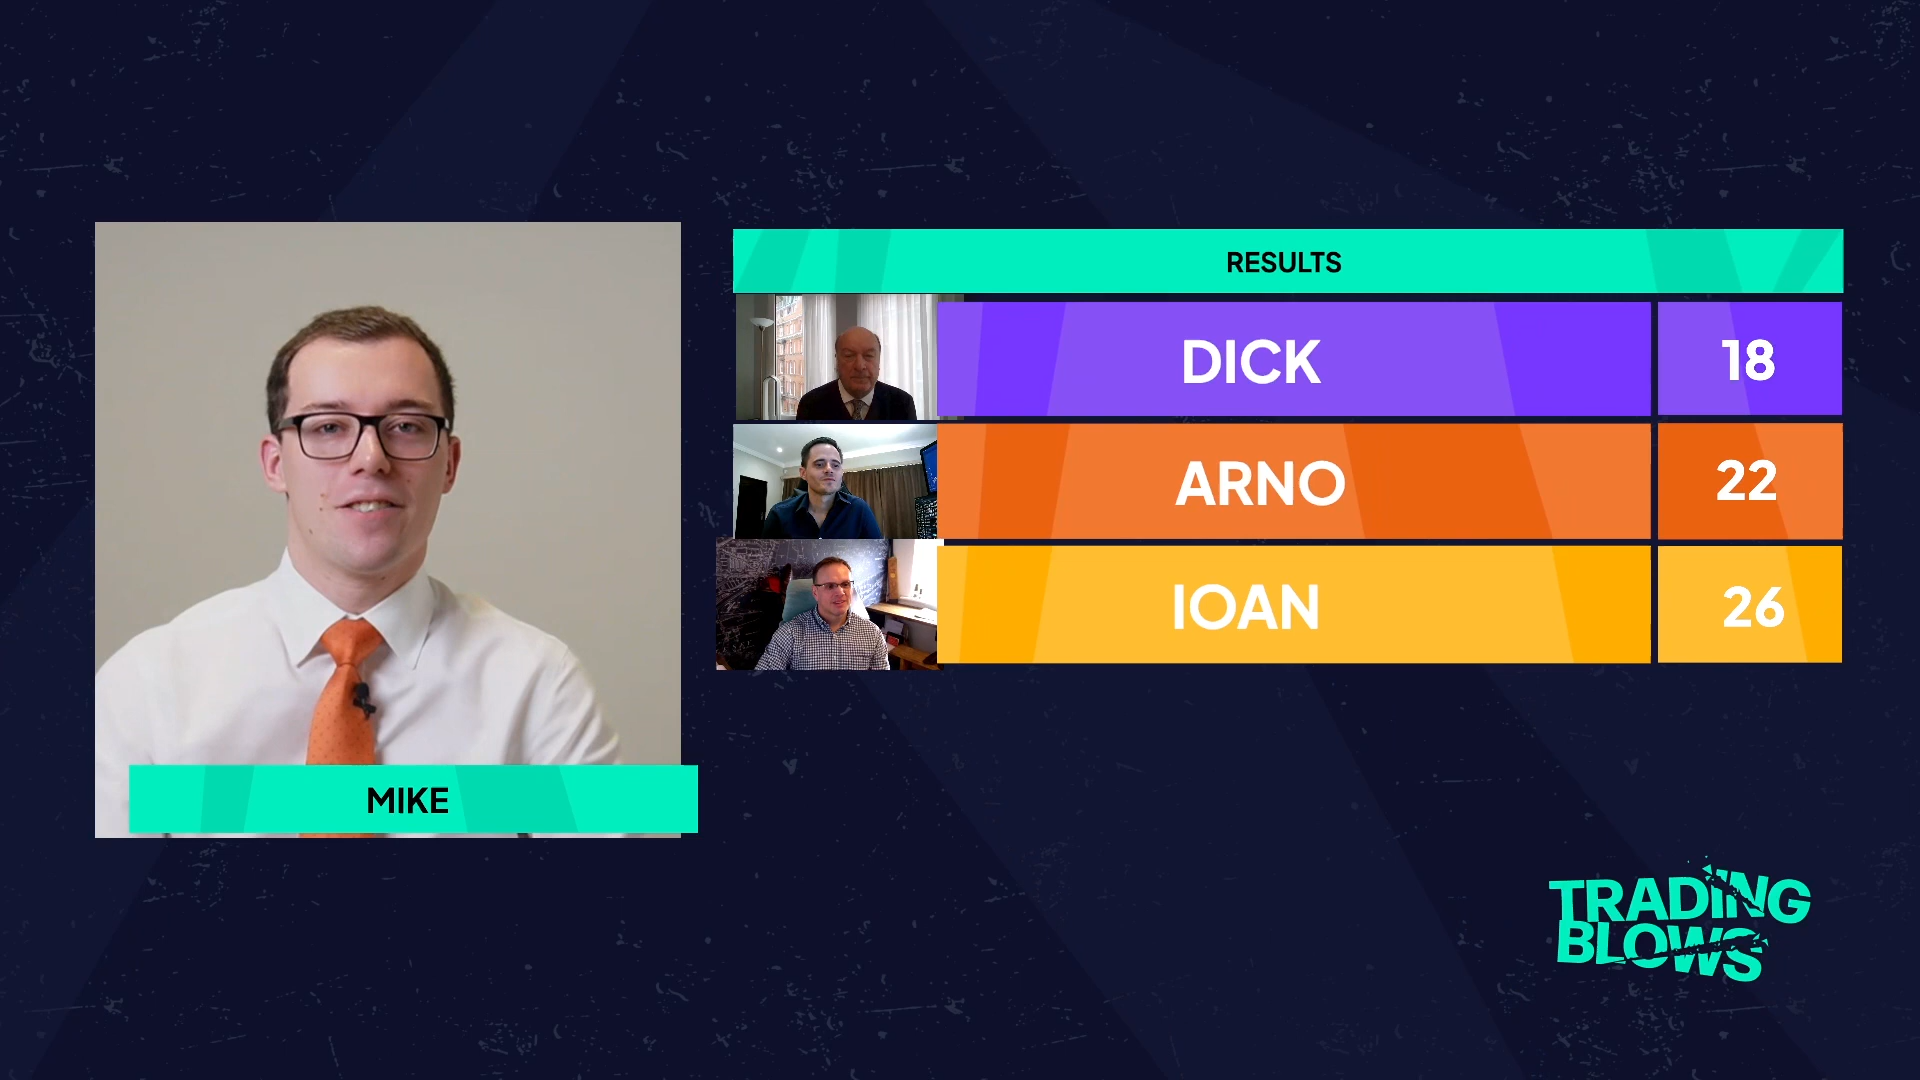 RESULTS
DICK
18
ARNO
22
IOAN
26
MIKE
TRADING
BLOWS